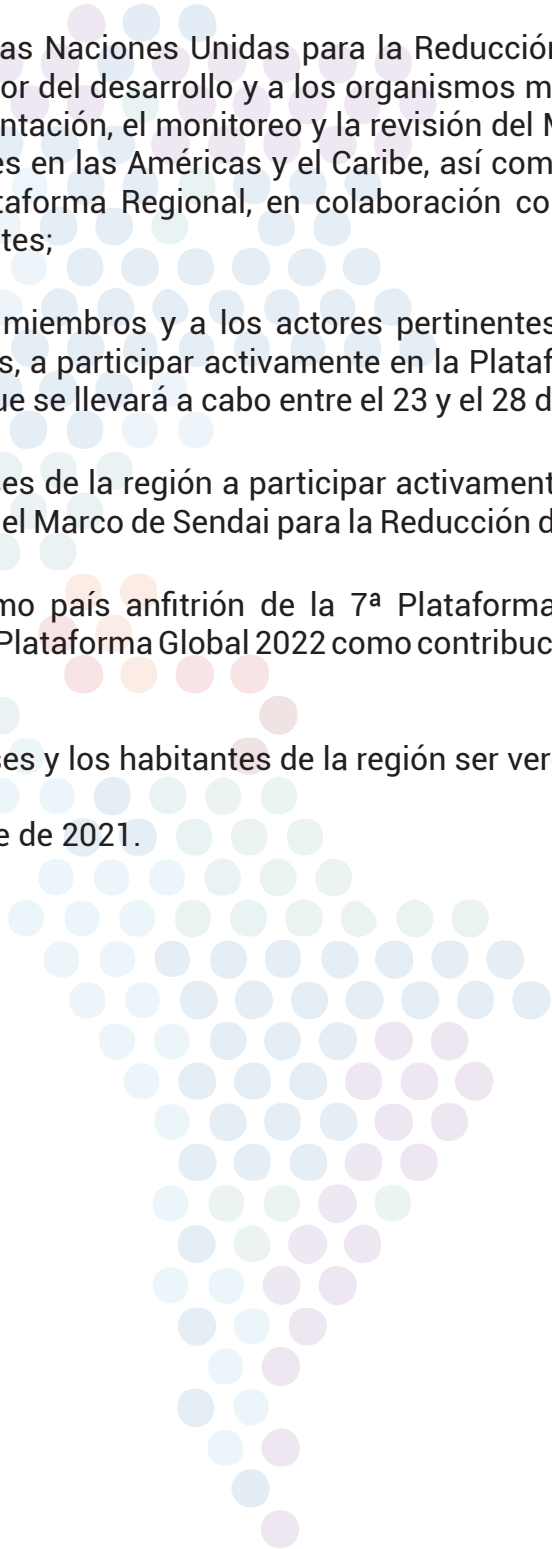 as Naciones Unidas para la Reducción
or del desarrollo y a los organismos m
ntación, el monitoreo y la revisión del M
es en las Américas y el Caribe, así com
taforma Regional, en colaboración co
tes;
miembros y a los actores pertinentes
s, a participar activamente en la Plataf
ue se llevará a cabo entre el 23 y el 28 d
ses de la región a participar activament
el Marco de Sendai para la Reducción d
mo país anfitrión de la 7ª Plataforma
Plataforma Global 2022 como contribuc
ses y los habitantes de la región ser ver
e de 2021.